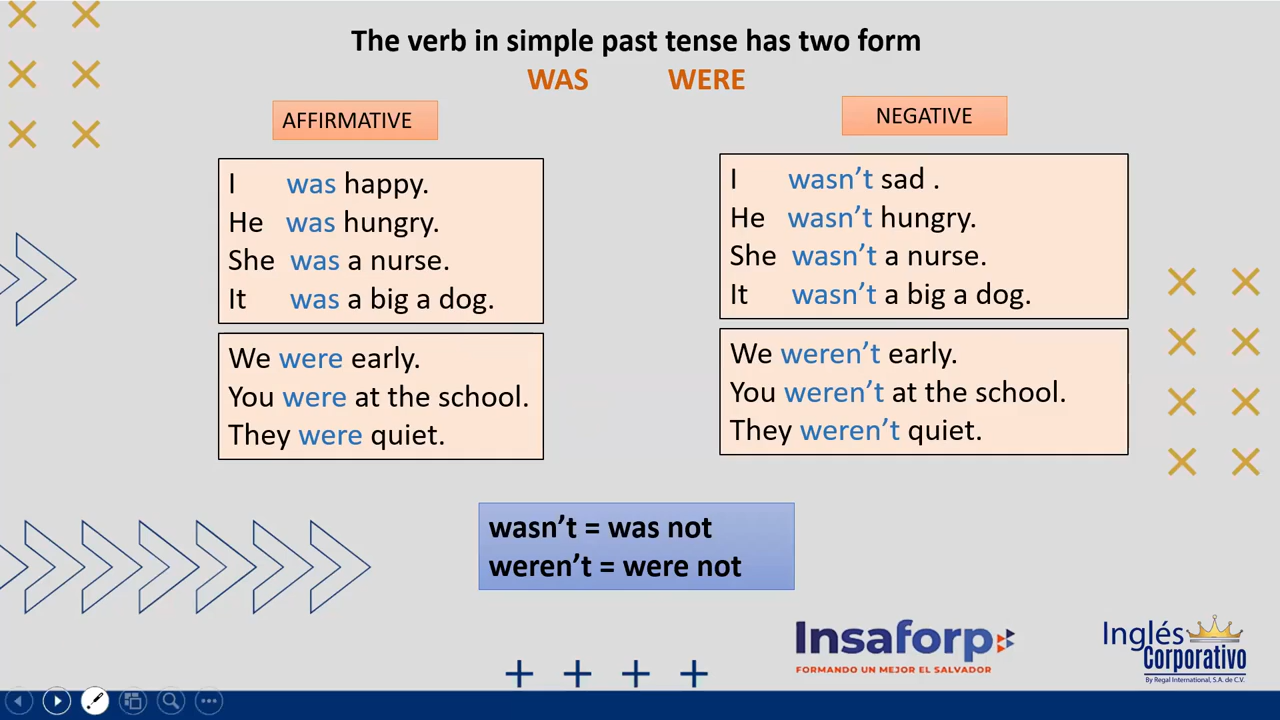 The verb in simple past tense has two form
WAS WERE
AFFIRMATIVE
I was happy.
He was hungry.
She was a nurse.
It was a big a dog.
We were early.
You were at the school.
They were quiet.
NEGATIVE
I wasn’t sad .
He wasn’t hungry.
She wasn’t a nurse.
It wasn’t a big a dog.
We weren’t early.
You weren’t at the school.
They weren’t quiet.
wasn’t = was not
weren’t = were not
Insaforp
FORMANDO UN MEJOR EL SALVADOR
Inglés
Corporativo
By Regal International, S.A. de C.V.